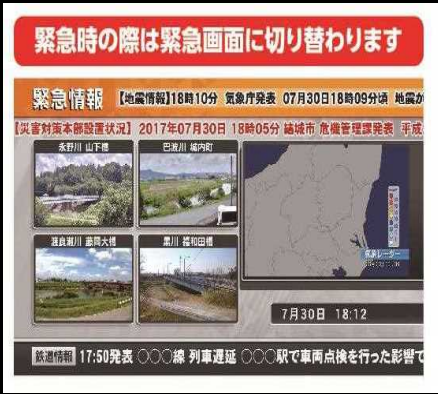 緊急時の際は緊急画面に切り替わります
緊急情報 【地震情報】18時10分 気象庁発表 07月30日18時09分頃 地震か
【災害対策本部設置状況】 2017年07月30日 18時05分 結城市 危機管理課発表 平成
永野川 山下橋
巴波川 城内町
渡良瀬川 藤岡大橋
黒川 御和田橋
気象レーダー
7月30日 18:12
鉄道情報 17:50発表 〇〇〇線 列車遅延 〇〇〇駅で車両点検を行った影響で